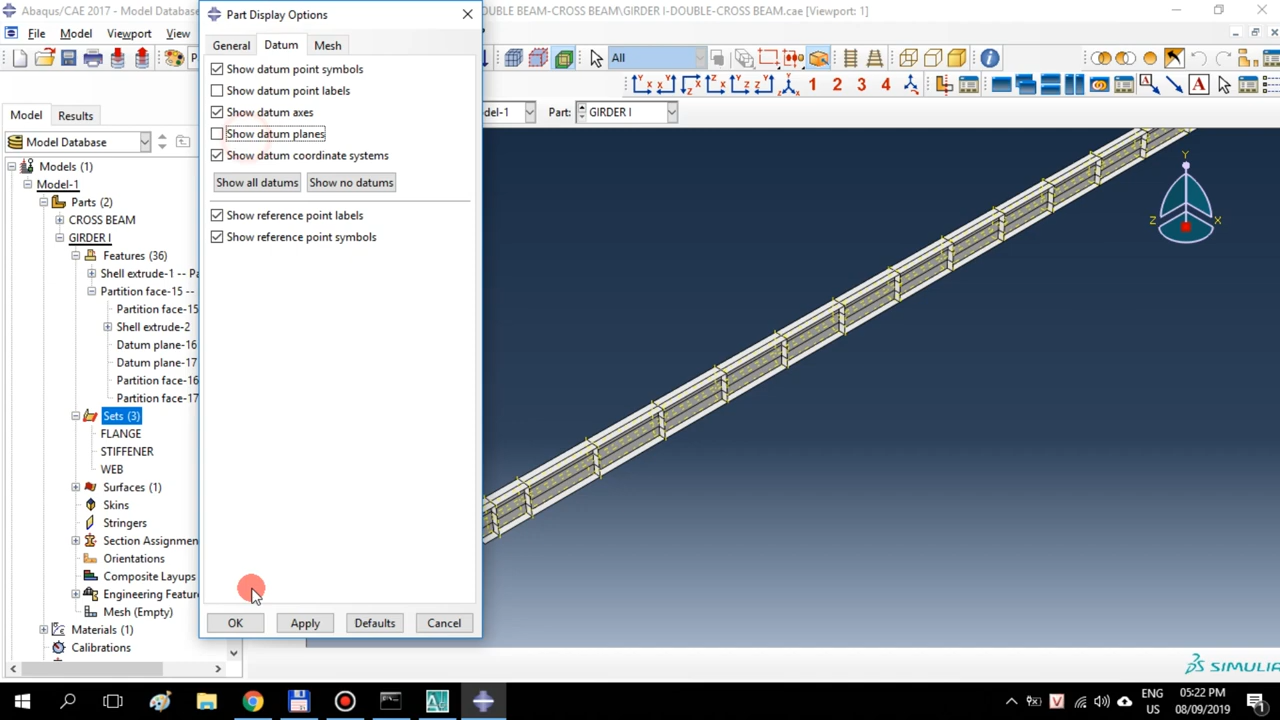 Abaqus/CAE 2017 - Model Databas
Part Display Options
DOUBLE BEAM-CROSS BEAM\GIRDER I-DOUBLE-CROSS BEAM.cae [Viewport: 1]
File Model Viewport View
General Datum Mesh
All
1 2 3 4
Model Results
del-1 Part: GIRDER I
Model Database
Show datum point symbols
Show datum point labels
Show datum axes
Show datum planes
Show datum coordinate systems
Show all datums Show no datums
Show reference point labels
Show reference point symbols
Models (1)
Model-1
Parts (2)
CROSS BEAM
GIRDER I
Features (36)
Shell extrude-1 -- Pa
Partition face-15 --
Partition face-15
Shell extrude-2
Datum plane-16
Datum plane-17
Partition face-16
Partition face-17
Sets (3)
FLANGE
STIFFENER
WEB
Surfaces (1)
Skins
Stringers
Section Assignmen
Orientations
Composite Layups
Engineering Featur
Mesh (Empty)
Materials (1)
Calibrations
Y
Z X
OK Apply Defaults Cancel
SIMULIA
ENG
05:22 PM
08/09/2019